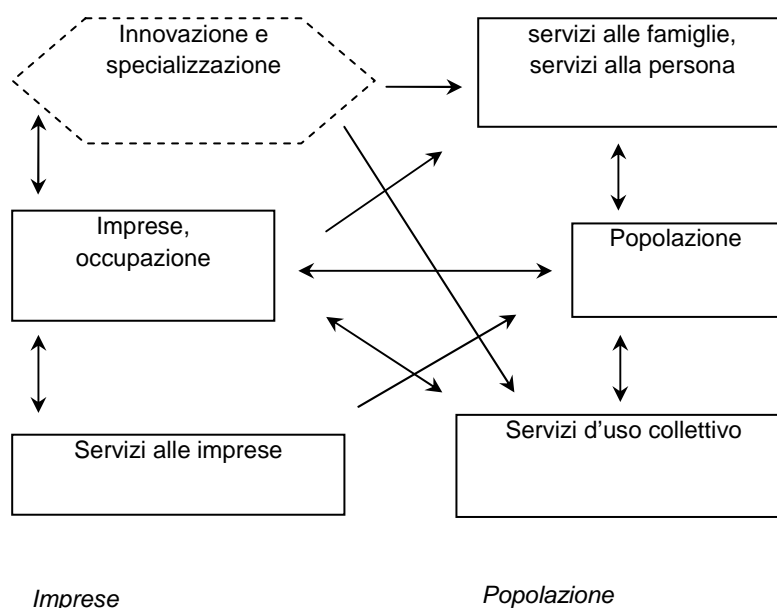 Innovazione e
specializzazione
servizi alle famiglie,
servizi alla persona
Imprese,
occupazione
Popolazione
Servizi alle imprese
Servizi d'uso collettivo
Imprese
Popolazione